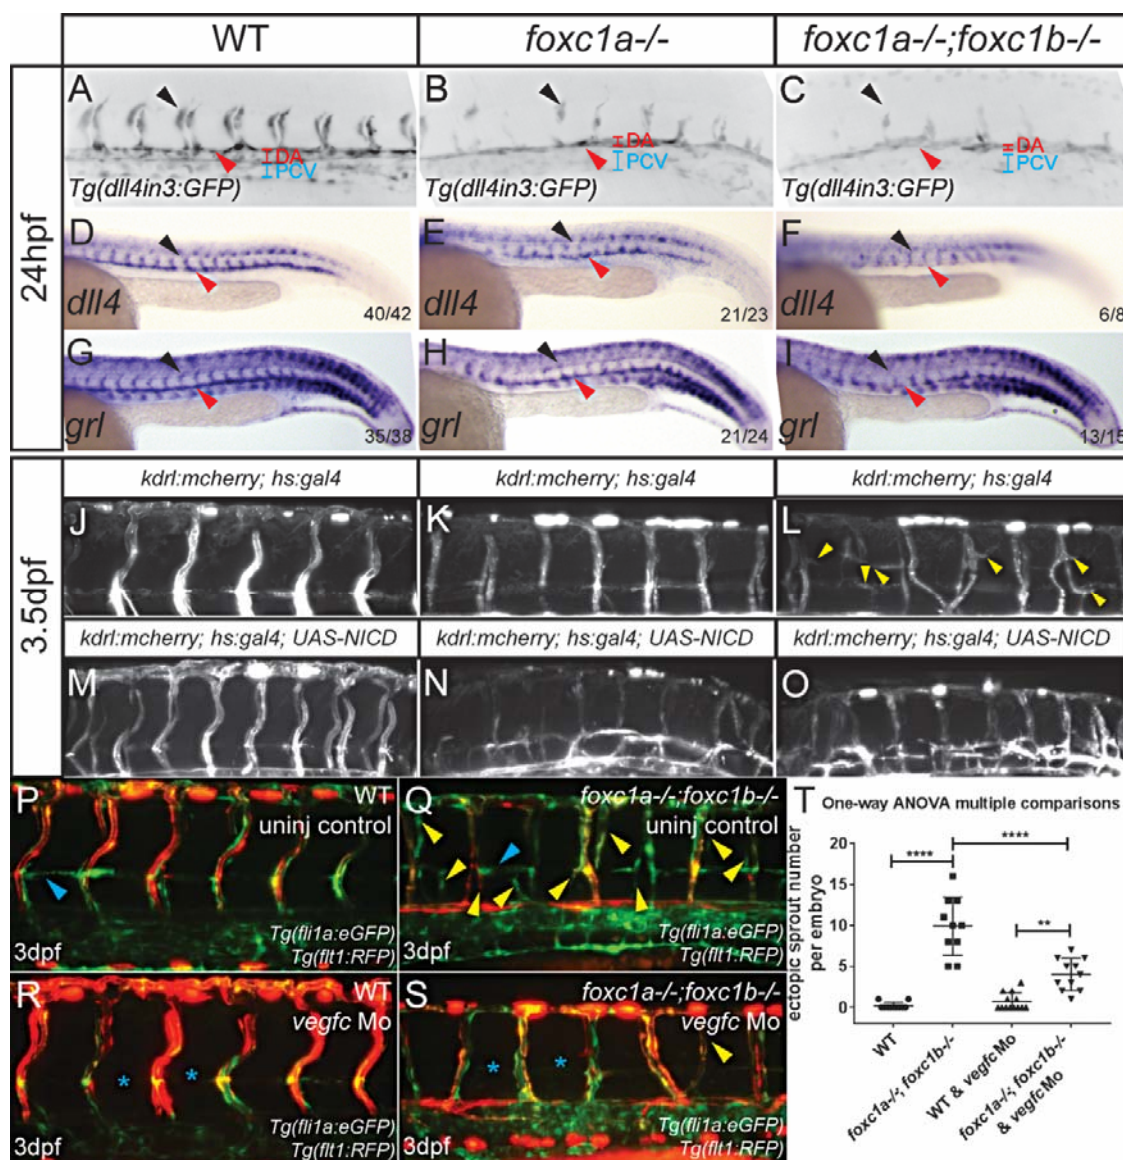 WT
foxc1a-/-
foxc1a-/-;foxc1b-/-
24hpf
A
DA
PCV
Tg(dll4in3:GFP)
B
DA
PCV
Tg(dll4in3:GFP)
C
DA
PCV
Tg(dll4in3:GFP)
D
dll4
40/42
E
dll4
21/23
F
dll4
6/8
G
grl
35/38
H
grl
21/24
I
grl
13/15
3.5dpf
kdrl:mcherry; hs:gal4
kdrl:mcherry; hs:gal4
kdrl:mcherry; hs:gal4
J
K
L
kdrl:mcherry; hs:gal4; UAS-NICD
kdrl:mcherry; hs:gal4; UAS-NICD
kdrl:mcherry; hs:gal4; UAS-NICD
M
N
O
P
WT
uninj control
Tg(fli1a:eGFP)
3dpf
Tg(flt1:RFP)
Q
foxc1a-/-;foxc1b-/-
uninj control
Tg(fli1a:eGFP)
3dpf
Tg(flt1:RFP)
R
WT
vegfc Mo
* *
Tg(fli1a:eGFP)
3dpf
Tg(flt1:RFP)
S
foxc1a-/-;foxc1b-/-
vegfc Mo
* *
Tg(fli1a:eGFP)
3dpf
Tg(flt1:RFP)
T
One-way ANOVA multiple comparisons
ectopic sprout number
per embryo
20
15
10
5
0
****
****
**
WT
foxc1a-/-; foxc1b-/-
WT & vegfc Mo
foxc1a-/-; foxc1b-/-
& vegfc Mo